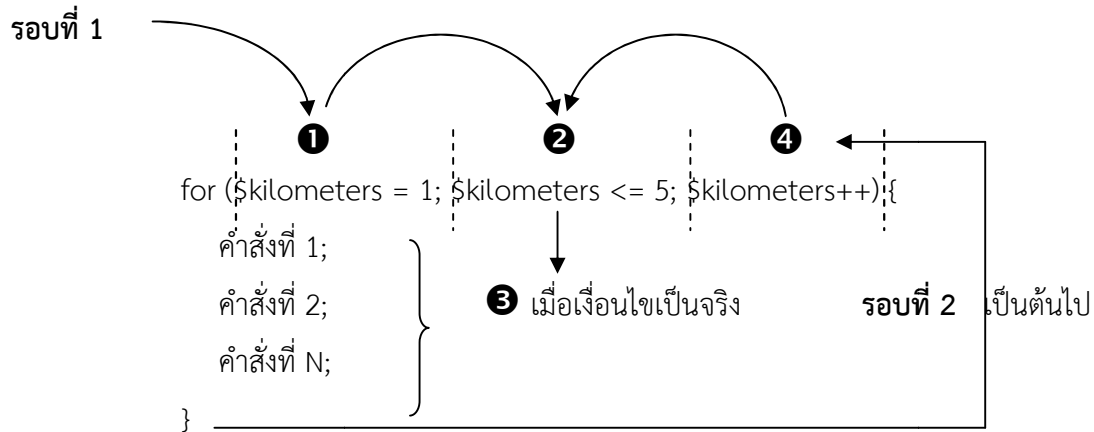 รอบที่ 1
❶ ❷ ❹
for ($kilometers = 1; $kilometers <= 5; $kilometers++) {
คำสั่งที่ 1;
คำสั่งที่ 2;
❸ เมื่อเงื่อนไขเป็นจริง รอบที่ 2 เป็นต้นไป
คำสั่งที่ N;
}